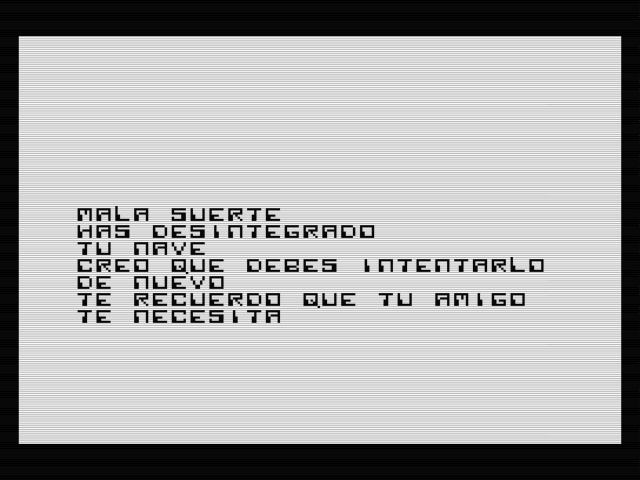 MALA SUERTE
HAS DESINTEGRADO
TU NAVE
CREO QUE DEBES INTENTARLO
DE NUEVO
TE RECUERDO QUE TU AMIGO
TE NECESITA